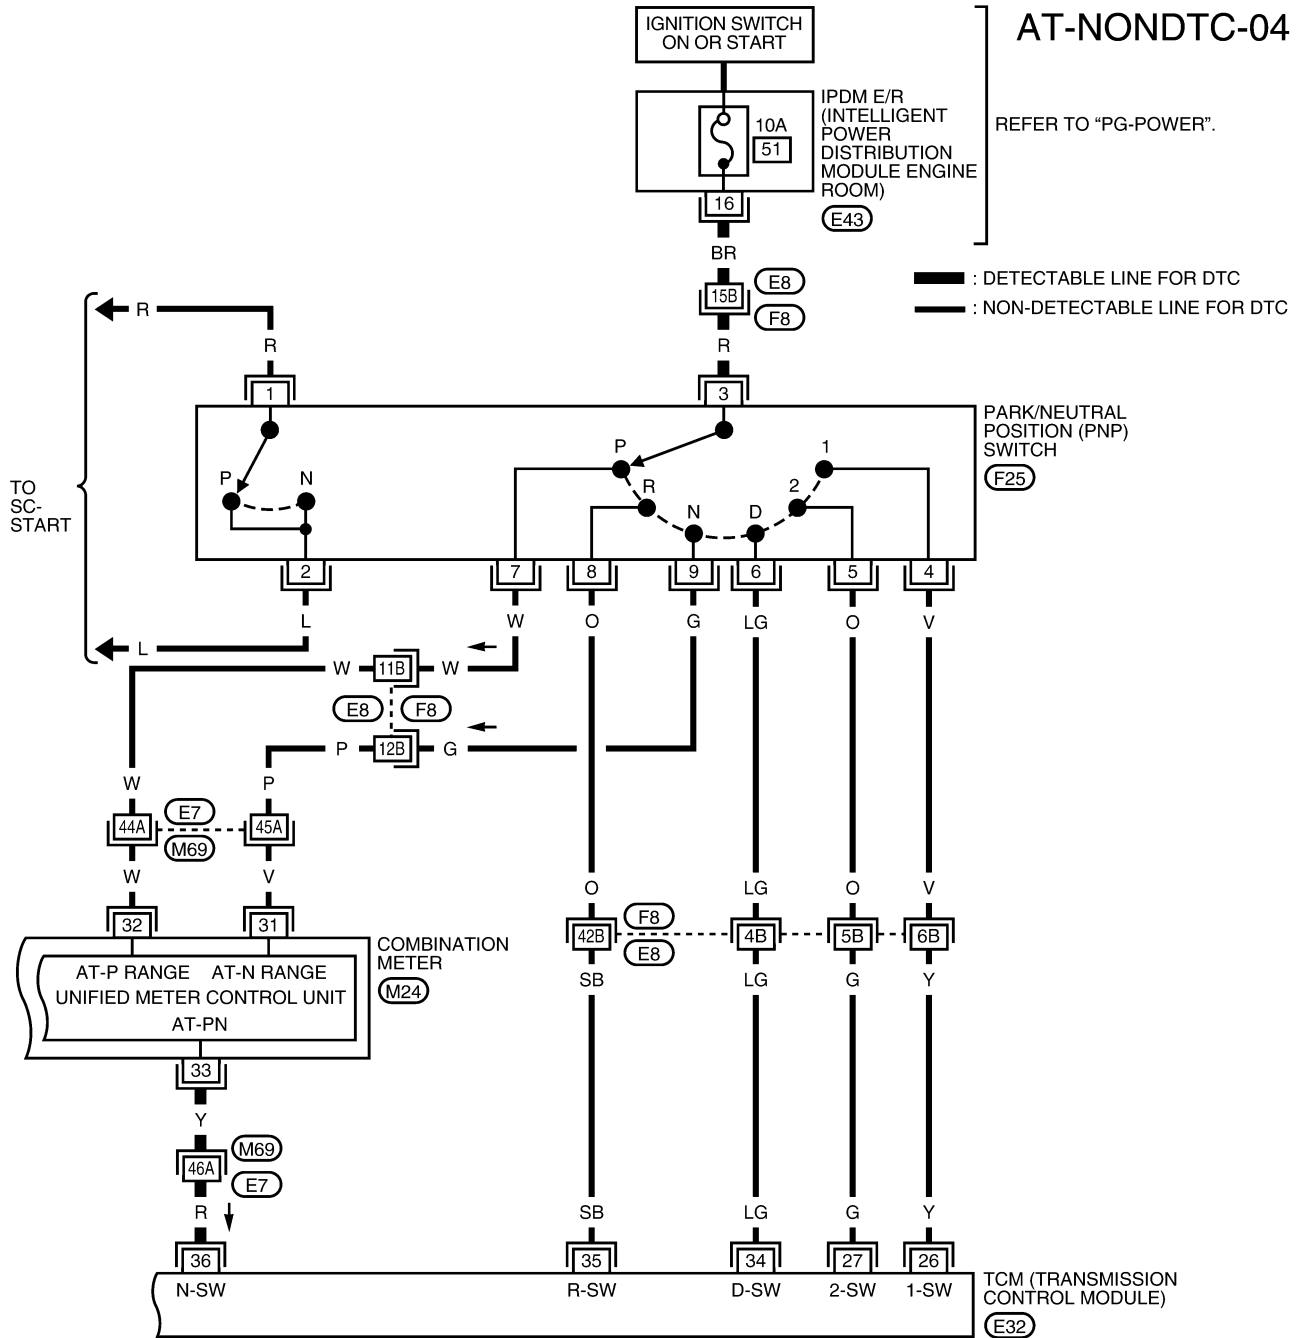 AT-NONDTC-04
IGNITION SWITCH
ON OR START
IPDM E/R
(INTELLIGENT
POWER
DISTRIBUTION
MODULE ENGINE
ROOM)
E43
REFER TO “PG-POWER”.
10A
51
16
BR
E8
15B
F8
R
: DETECTABLE LINE FOR DTC
: NON-DETECTABLE LINE FOR DTC
R
R
1
3
PARK/NEUTRAL
POSITION (PNP)
SWITCH
F25
P
N
P
R
N
D
2
1
TO
SC-
START
2
7
8
9
6
5
4
L
W
O
G
LG
O
V
L
W
11B
W
E8
F8
P
12B
G
W
P
44A
E7
M69
45A
W
V
O
LG
O
V
32
31
42B
F8
E8
4B
5B
6B
COMBINATION
METER
M24
AT-P RANGE
AT-N RANGE
UNIFIED METER CONTROL UNIT
AT-PN
SB
LG
G
Y
33
Y
M69
46A
E7
R
SB
LG
G
Y
36
35
34
27
26
N-SW
R-SW
D-SW
2-SW
1-SW
TCM (TRANSMISSION
CONTROL MODULE)
E32